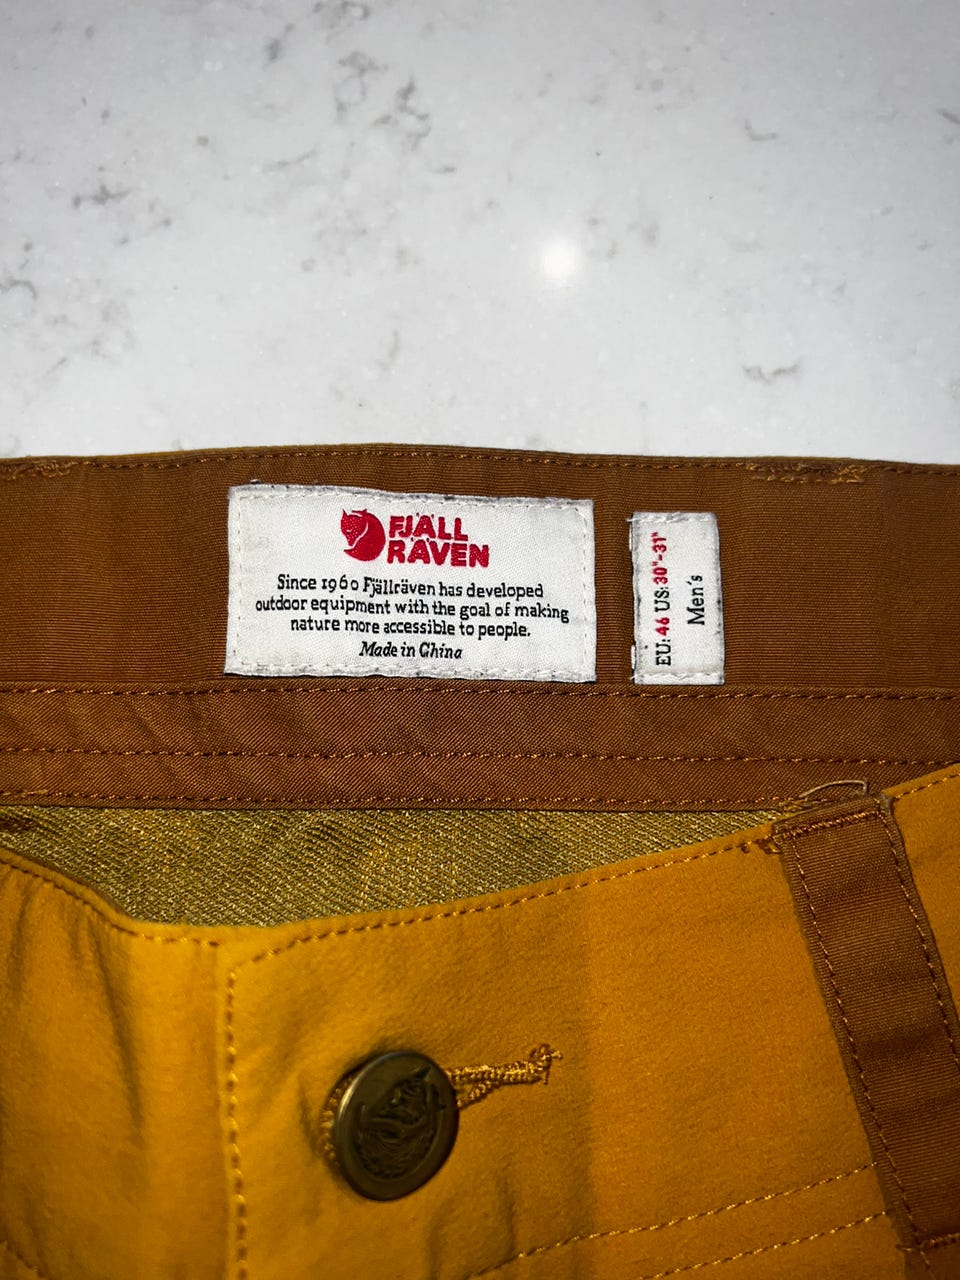 FJÄLL
RÄVEN
Since 1960 Fjällräven has developed
outdoor equipment with the goal of making
nature more accessible to people.
Made in China
EU: 46 US: 30"-31"
Men's